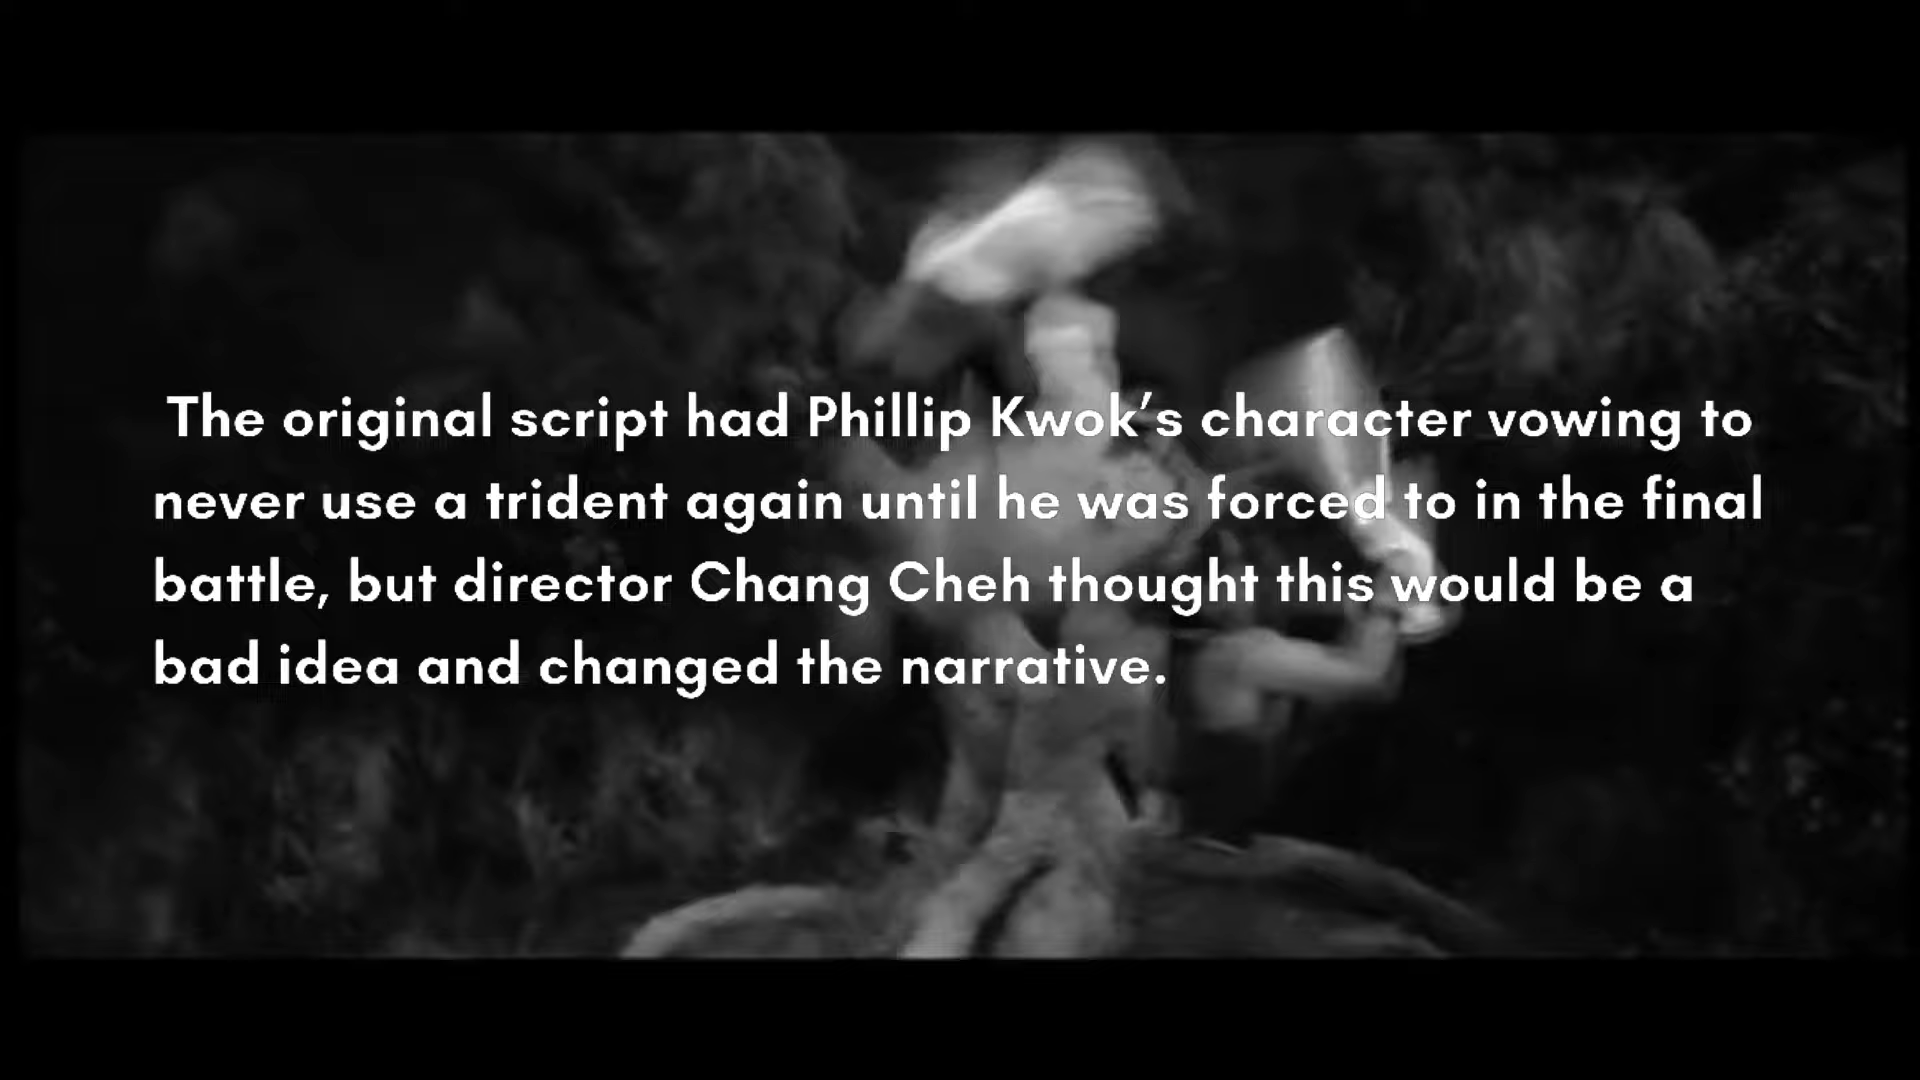 The original script had Phillip Kwok’s character vowing to
never use a trident again until he was forced to in the final
battle, but director Chang Cheh thought this would be a
bad idea and changed the narrative.